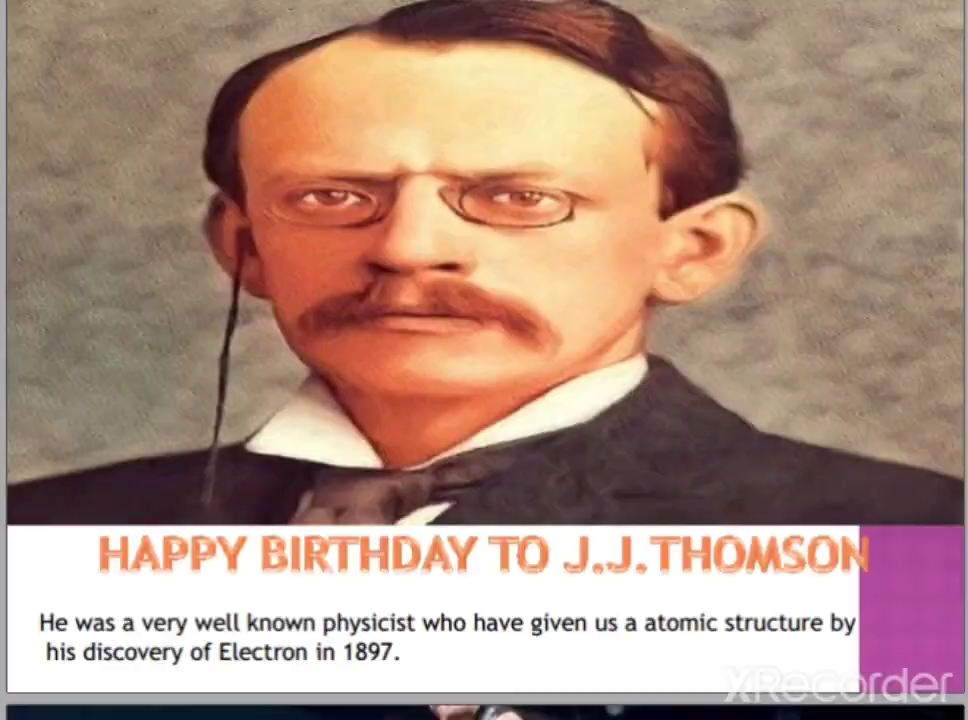 HAPPY BIRTHDAY TO J.J.THOMSON
He was a very well known physicist who have given us a atomic structure by
his discovery of Electron in 1897.
XRecorder